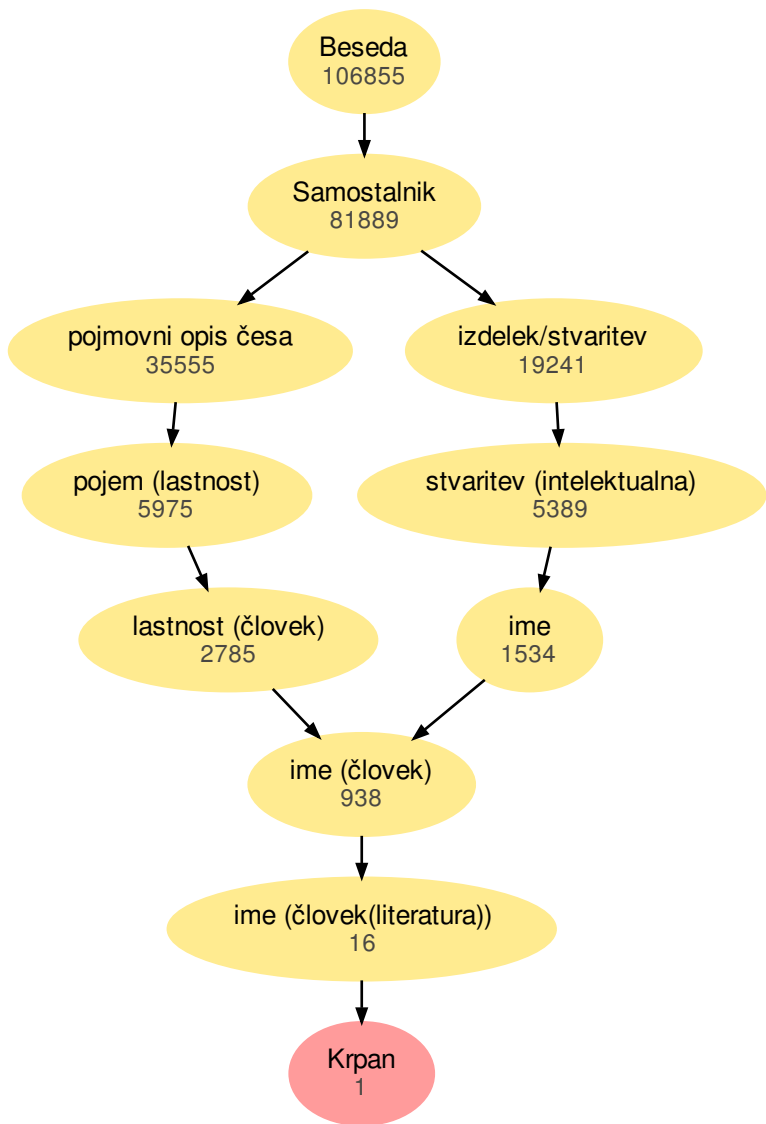 Beseda
106855
Samostalnik
81889
pojmovni opis česa
35555
izdelek/stvaritev
19241
pojem (lastnost)
5975
stvaritev (intelektualna)
5389
lastnost (človek)
2785
ime
1534
ime (človek)
938
ime (človek(literatura))
16
Krpan
1